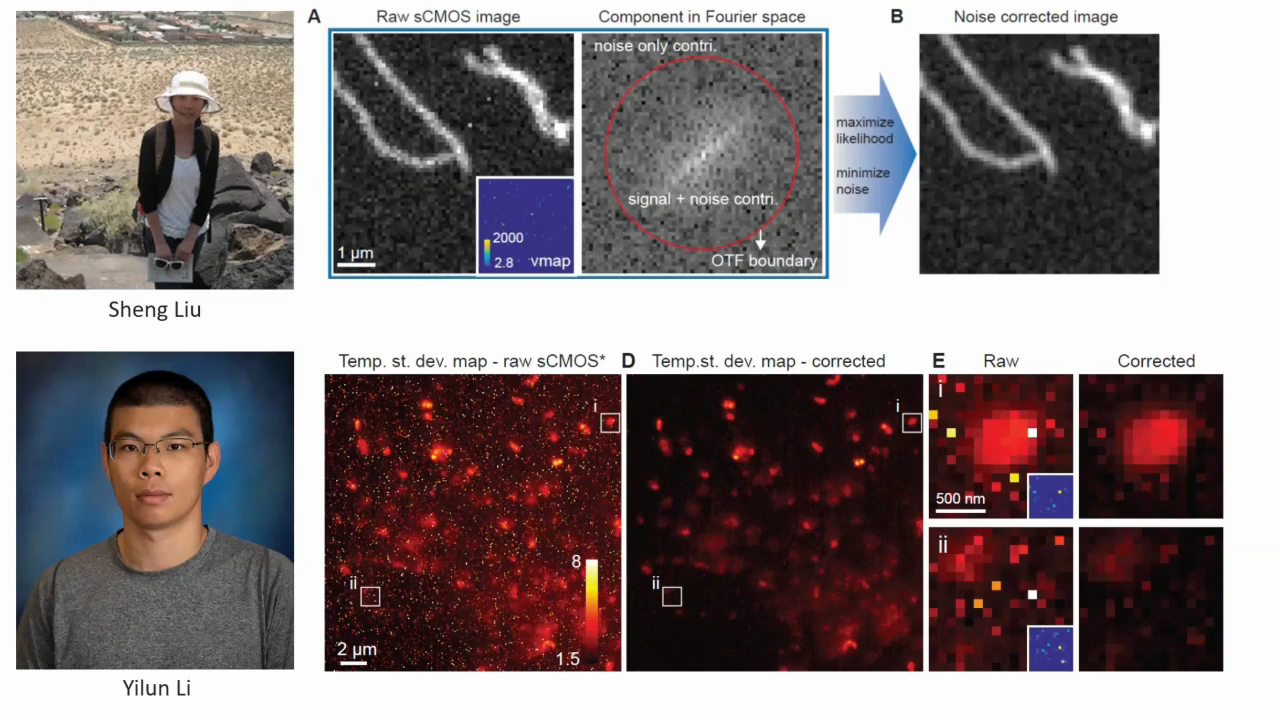 A
Raw sCMOS image
Component in Fourier space
B
Noise corrected image
noise only contri.
signal + noise contri.
OTF boundary
1 µm
2000
2.8
vmap
maximize
likelihood
minimize
noise
Sheng Liu
Temp. st. dev. map - raw sCMOS*
D
Temp.st. dev. map - corrected
E
Raw
Corrected
i
i
i
500 nm
ii
ii
ii
8
1.5
2 µm
Yilun Li